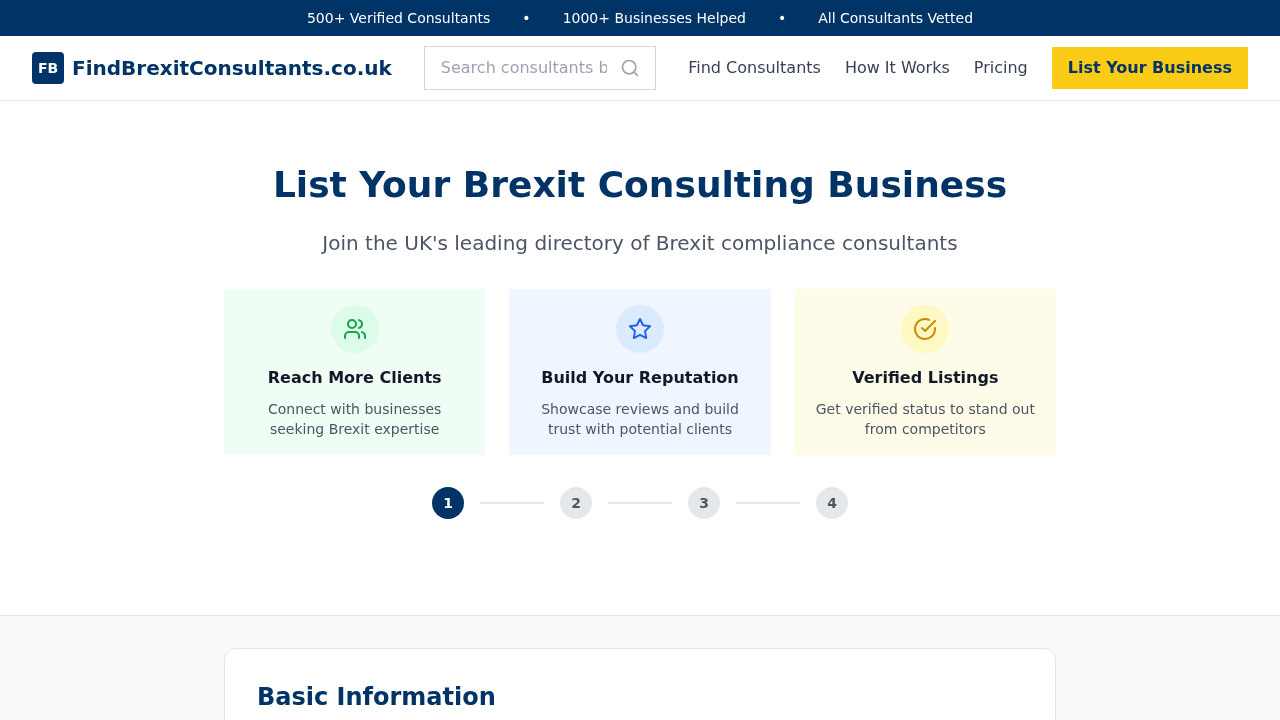 500+ Verified Consultants • 1000+ Businesses Helped • All Consultants Vetted
FB FindBrexitConsultants.co.uk Search consultants b Find Consultants How It Works Pricing List Your Business
List Your Brexit Consulting Business
Join the UK's leading directory of Brexit compliance consultants
Reach More Clients
Connect with businesses
seeking Brexit expertise
Build Your Reputation
Showcase reviews and build
trust with potential clients
Verified Listings
Get verified status to stand out
from competitors
1 2 3 4
Basic Information